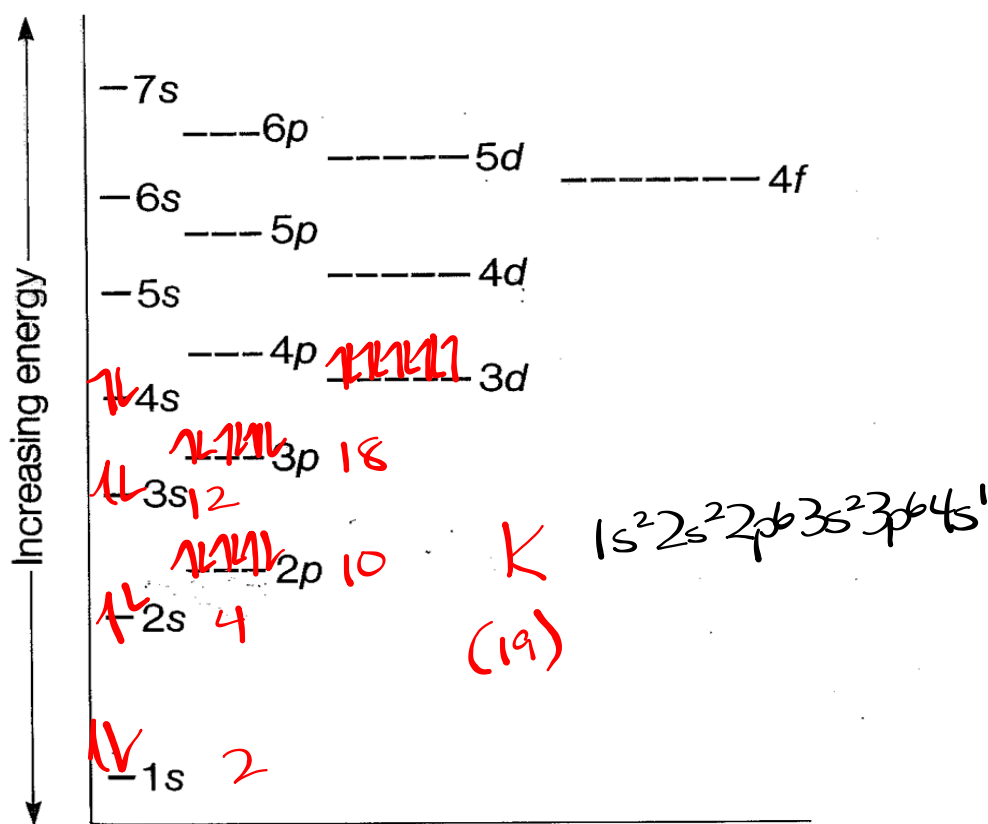 7s
6p
5d
4f
6s
5p
4d
5s
4p
3d
4s
3p 18
3s 12
2p 10
2s 4
1s 2
Increasing energy
K
(19)
1s²2s²2p⁶3s²3p⁶4s¹